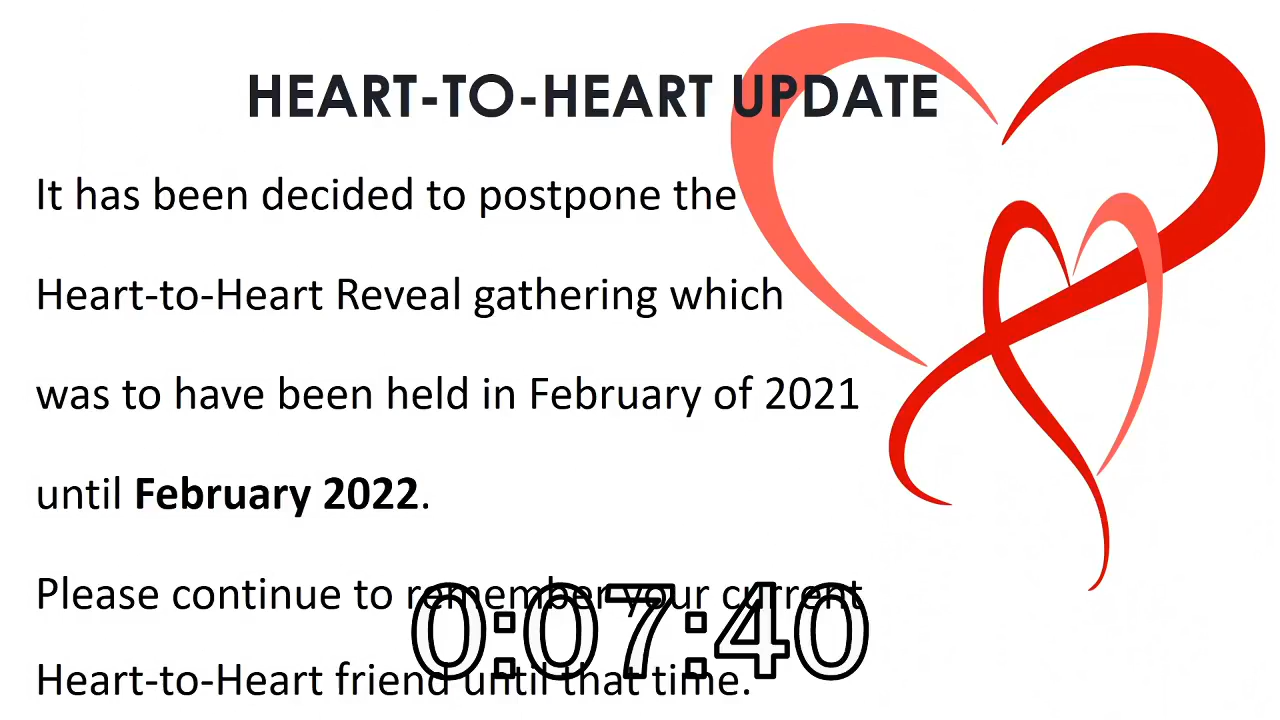 HEART-TO-HEART UPDATE
It has been decided to postpone the
Heart-to-Heart Reveal gathering which
was to have been held in February of 2021
until February 2022.
Please continue to remember your current
0:07:40
Heart-to-Heart friend until that time.